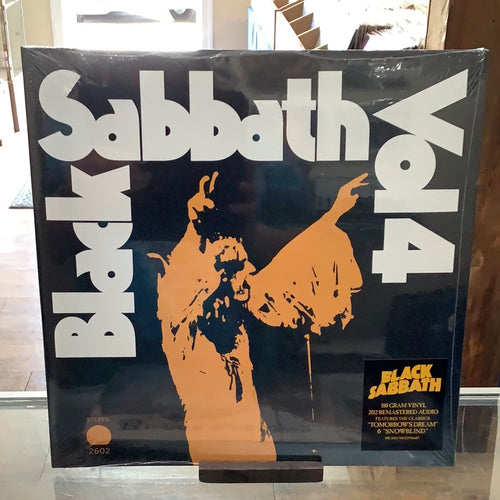 Black
Sabbath
Vol 4
STEREO
2602
BLACK
SABBATH
180 GRAM VINYL
2012 REMASTERED AUDIO
FEATURES THE CLASSICS:
"TOMORROW'S DREAM"
& "SNOWBLIND"